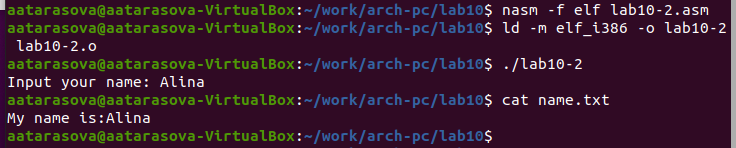 aatarasova@aatarasova-VirtualBox:~/work/arch-pc/lab10$ nasm -f elf lab10-2.asm
aatarasova@aatarasova-VirtualBox:~/work/arch-pc/lab10$ ld -m elf_i386 -o lab10-2
 lab10-2.o
aatarasova@aatarasova-VirtualBox:~/work/arch-pc/lab10$ ./lab10-2
Input your name: Alina
aatarasova@aatarasova-VirtualBox:~/work/arch-pc/lab10$ cat name.txt
My name is:Alina
aatarasova@aatarasova-VirtualBox:~/work/arch-pc/lab10$